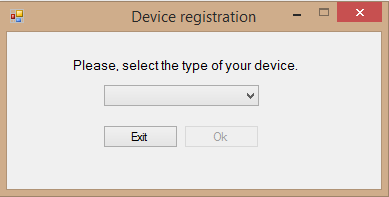 Device registration
Please, select the type of your device.
Exit Ok